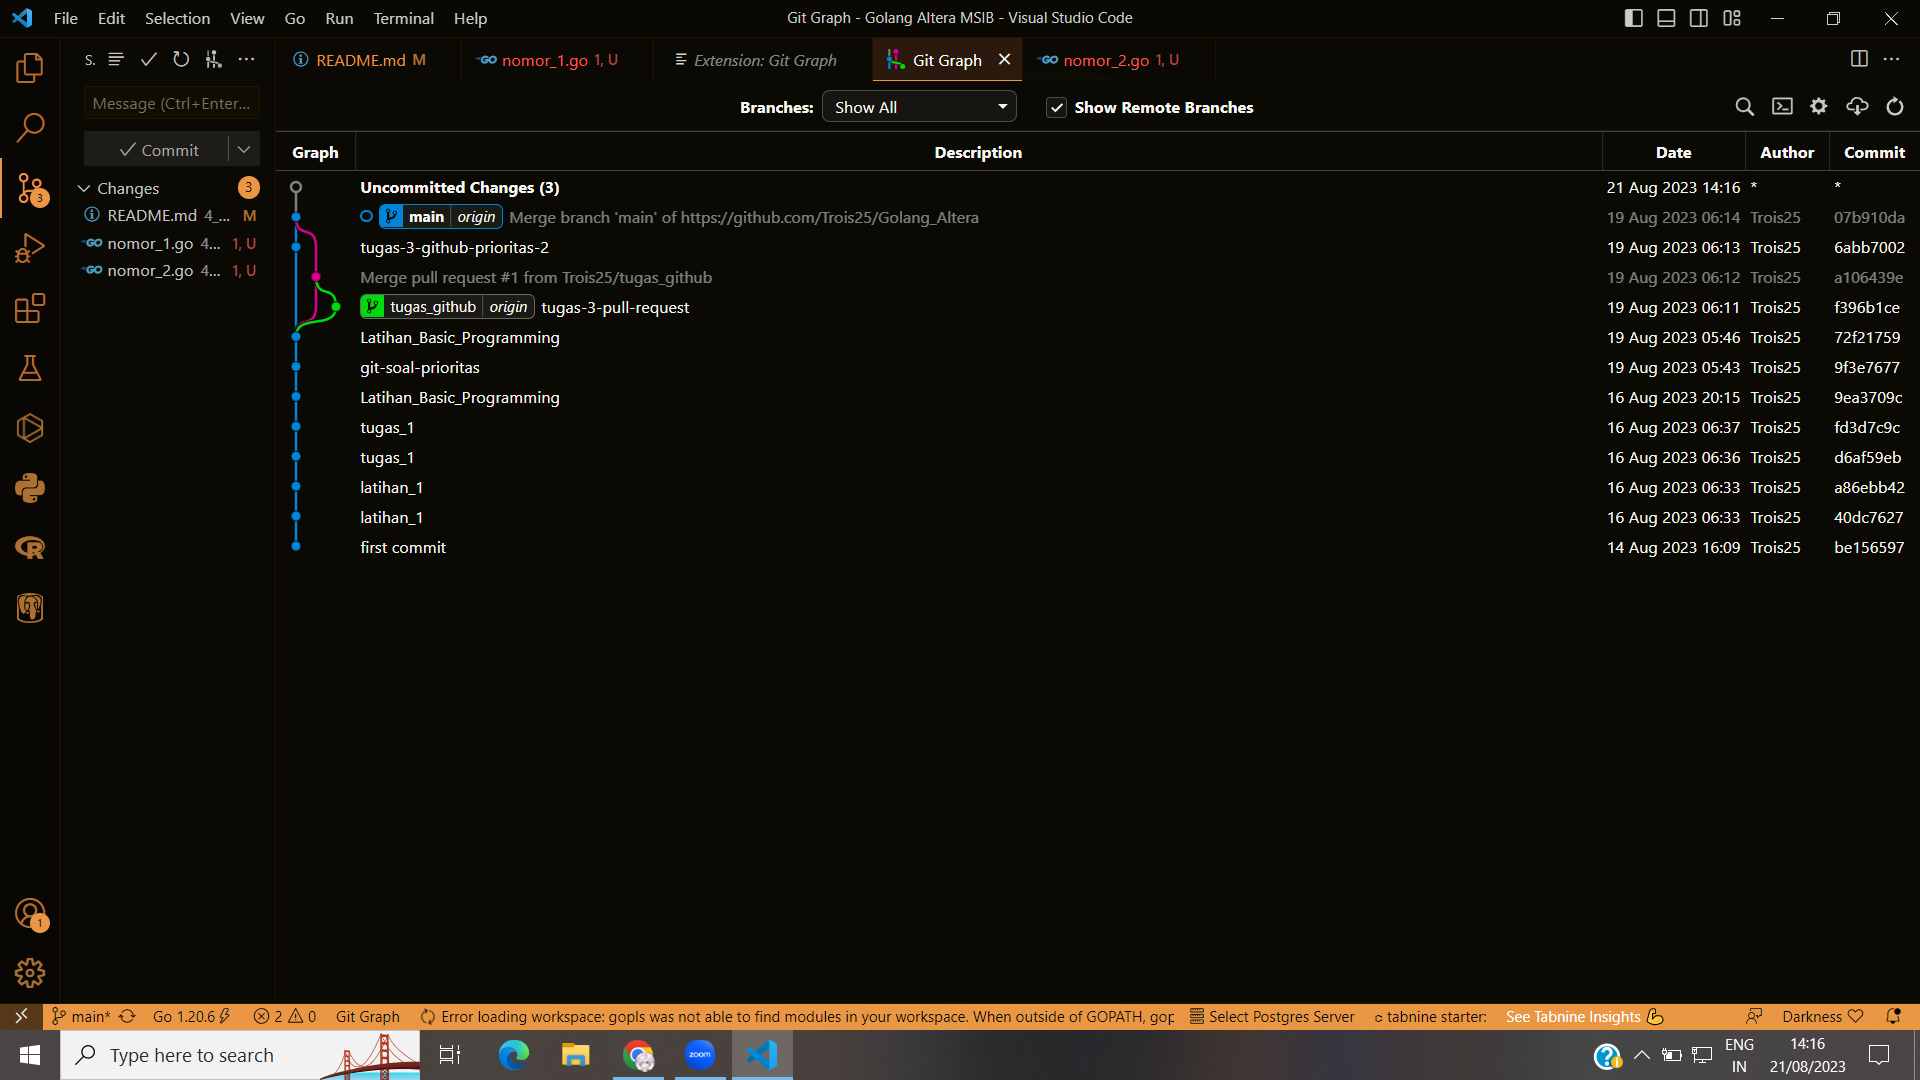 File Edit Selection View Go Run Terminal Help
Git Graph - Golang Altera MSIB - Visual Studio Code
S.
README.md M
nomor_1.go 1, U
Extension: Git Graph
Git Graph
nomor_2.go 1, U
Message (Ctrl+Enter...
Commit
Changes 3
README.md 4_... M
nomor_1.go 4... 1, U
nomor_2.go 4... 1, U
3
Branches: Show All Show Remote Branches
Graph Description Date Author Commit
Uncommitted Changes (3) 21 Aug 2023 14:16 * *
main origin Merge branch 'main' of https://github.com/Trois25/Golang_Altera 19 Aug 2023 06:14 Trois25 07b910da
tugas-3-github-prioritas-2 19 Aug 2023 06:13 Trois25 6abb7002
Merge pull request #1 from Trois25/tugas_github 19 Aug 2023 06:12 Trois25 a106439e
tugas_github origin tugas-3-pull-request 19 Aug 2023 06:11 Trois25 f396b1ce
Latihan_Basic_Programming 19 Aug 2023 05:46 Trois25 72f21759
git-soal-prioritas 19 Aug 2023 05:43 Trois25 9f3e7677
Latihan_Basic_Programming 16 Aug 2023 20:15 Trois25 9ea3709c
tugas_1 16 Aug 2023 06:37 Trois25 fd3d7c9c
tugas_1 16 Aug 2023 06:36 Trois25 d6af59eb
latihan_1 16 Aug 2023 06:33 Trois25 a86ebb42
latihan_1 16 Aug 2023 06:33 Trois25 40dc7627
first commit 14 Aug 2023 16:09 Trois25 be156597
1
main* Go 1.20.6 2 0 Git Graph Error loading workspace: gopls was not able to find modules in your workspace. When outside of GOPATH, gop Select Postgres Server tabnine starter: See Tabnine Insights Darkness
Type here to search
zoom
ENG
IN
14:16
21/08/2023